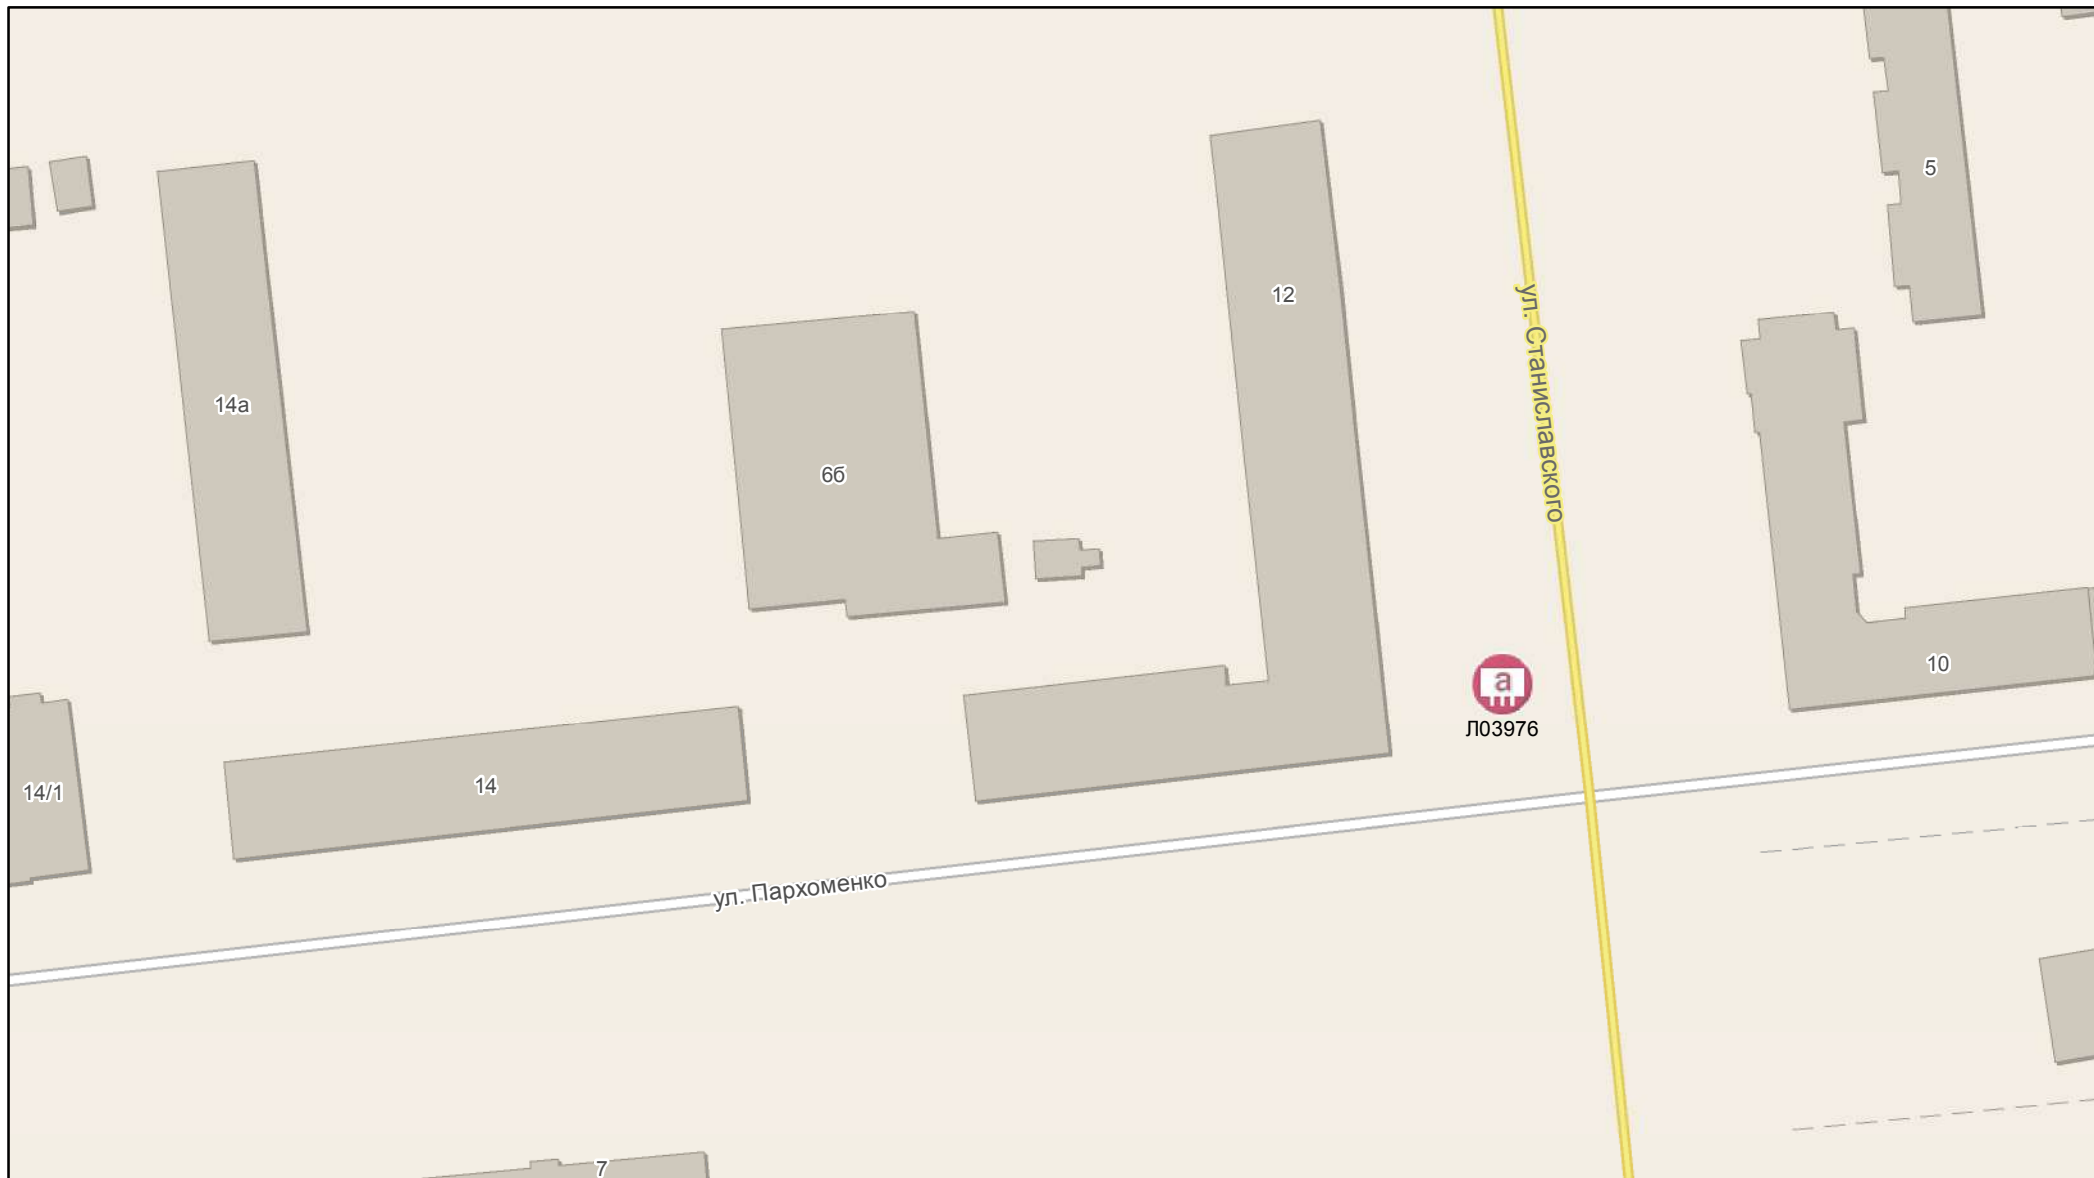 5
12
ул. Станиславского
14а
6б
10
а
Л03976
14
14/1
ул. Пархоменко
7